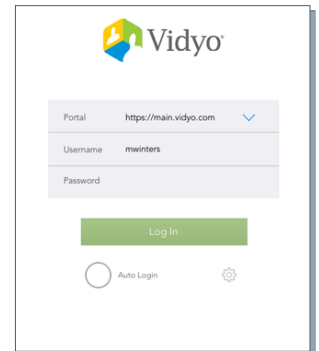 Vidyo
Portal https://main.vidyo.com
Username mwinters
Password
Log In
Auto Login